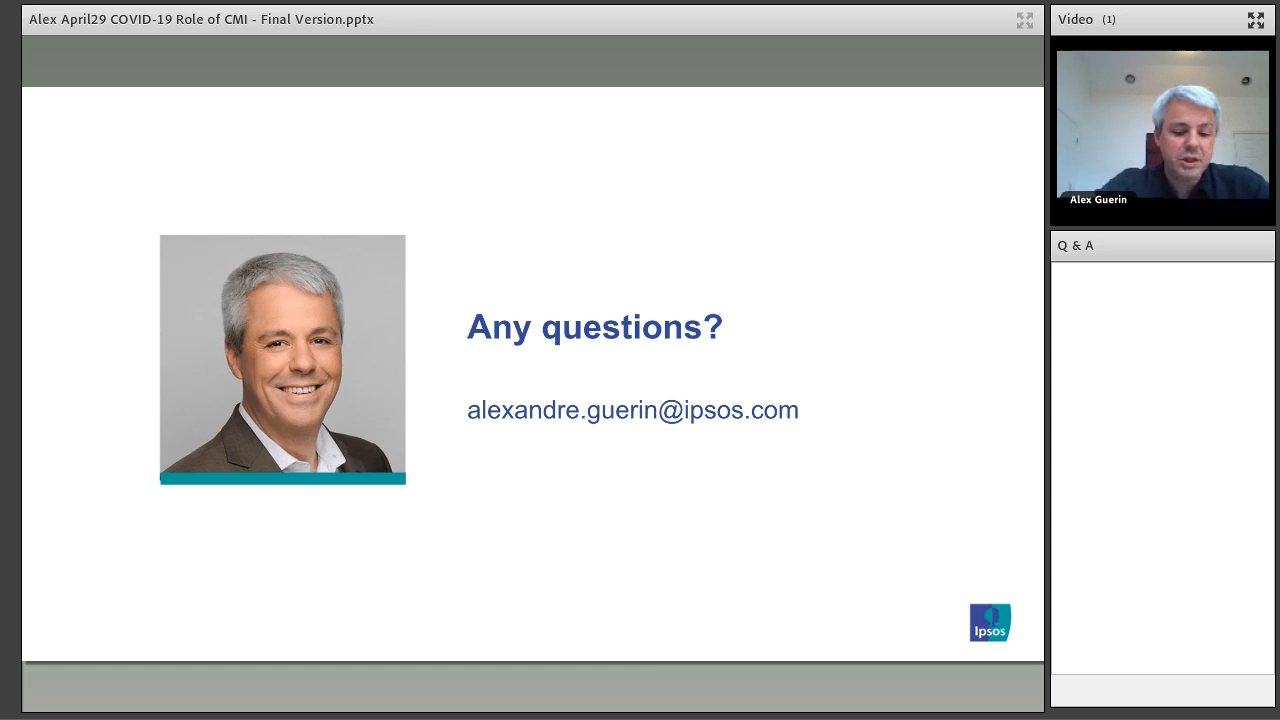 Alex April29 COVID-19 Role of CMI - Final Version.pptx
Video (1)
Alex Guerin
Q & A
Any questions?
alexandre.guerin@ipsos.com
Ipsos